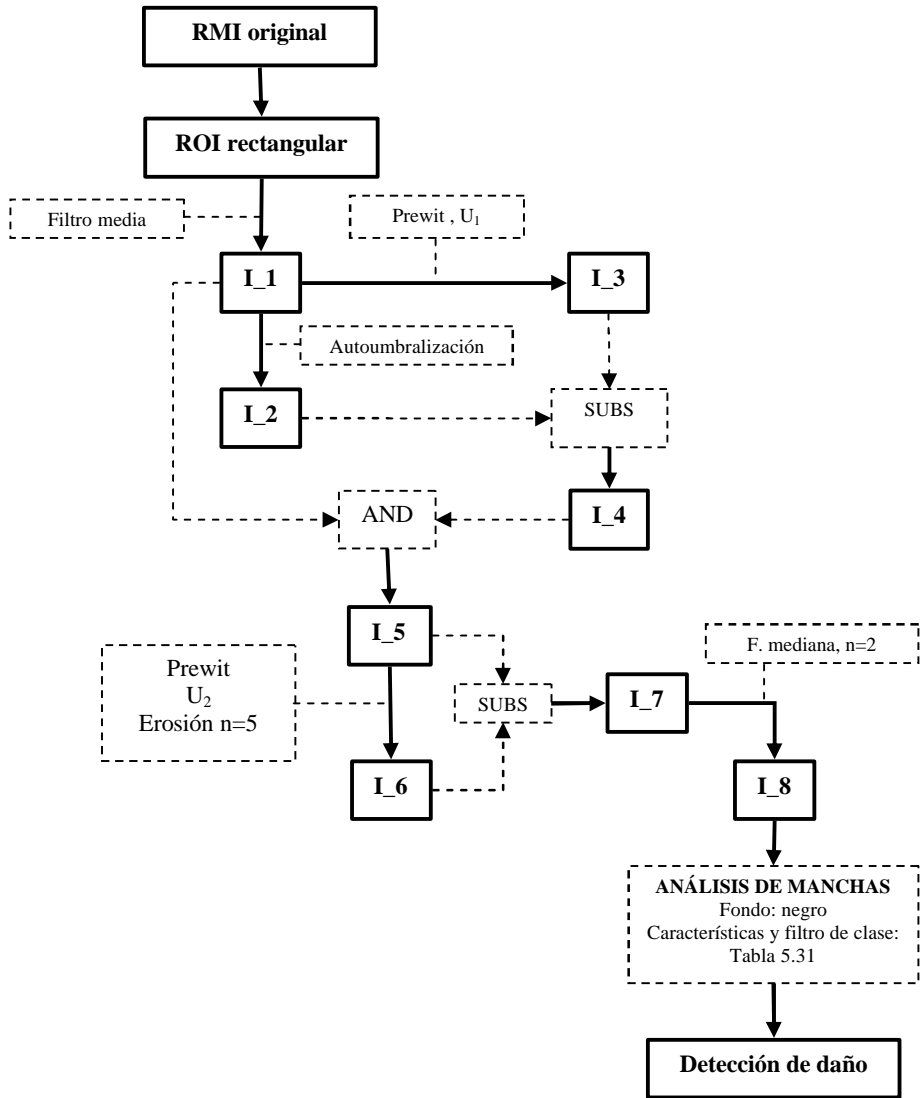 RMI original
ROI rectangular
Filtro media
Prewit , U₁
I_1
I_3
Autoumbralización
I_2
SUBS
AND
I_4
I_5
F. mediana, n=2
Prewit
U₂
Erosión n=5
SUBS
I_7
I_6
I_8
ANÁLISIS DE MANCHAS
Fondo: negro
Características y filtro de clase:
Tabla 5.31
Detección de daño